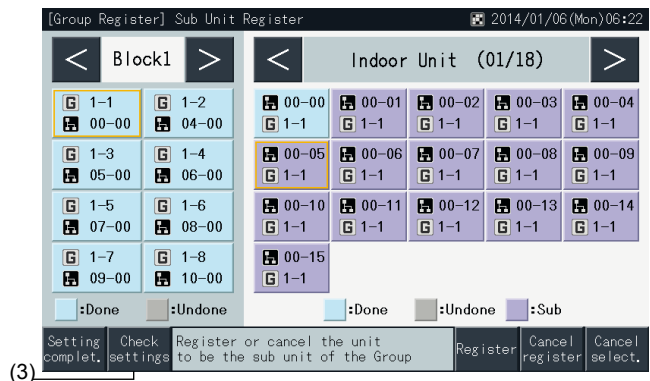 [Group Register] Sub Unit Register 2014/01/06(Mon)06:22
< Block1 > < Indoor Unit (01/18) >
G 1-1 G 1-2
00-00 04-00
G 1-3 G 1-4
05-00 06-00
G 1-5 G 1-6
07-00 08-00
G 1-7 G 1-8
09-00 10-00
:Done :Undone
00-00 00-01 00-02 00-03 00-04
G 1-1 G 1-1 G 1-1 G 1-1 G 1-1
00-05 00-06 00-07 00-08 00-09
G 1-1 G 1-1 G 1-1 G 1-1 G 1-1
00-10 00-11 00-12 00-13 00-14
G 1-1 G 1-1 G 1-1 G 1-1 G 1-1
00-15
G 1-1
:Done :Undone :Sub
Setting complet.
Check settings
Register or cancel the unit
to be the sub unit of the Group
Register
Cancel register
Cancel select.
(3)